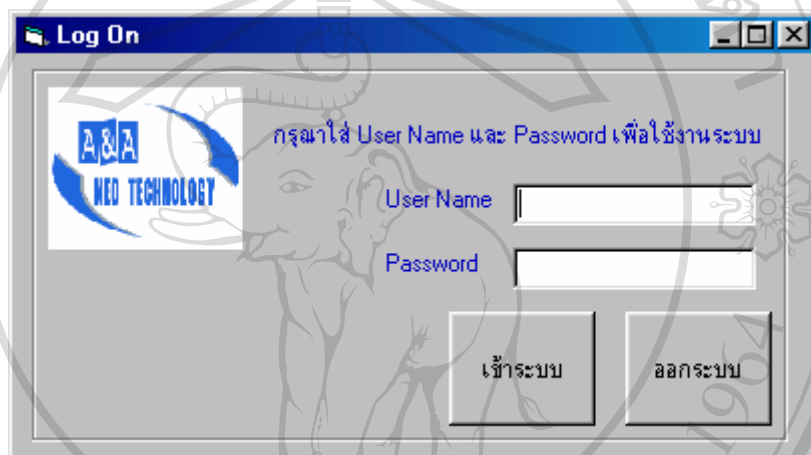 Log On
A&A
MED TECHNOLOGY
กรุณาใส่ User Name และ Password เพื่อใช้งานระบบ
User Name
Password
เข้าระบบ
ออกระบบ
1964